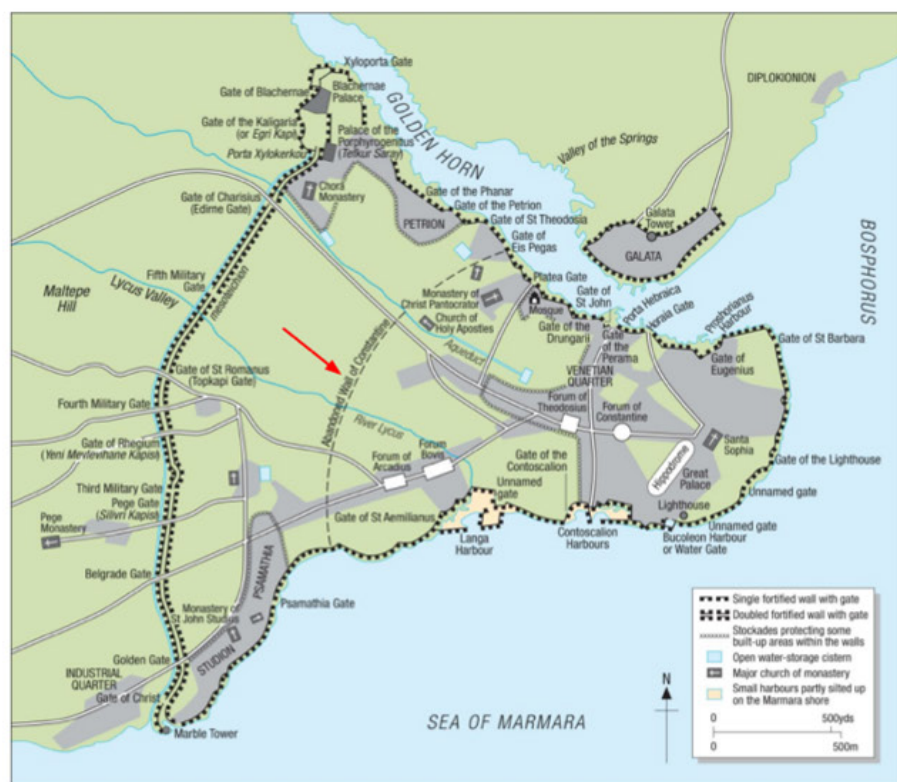 Xyloporta Gate
Gate of Blachernae
Blachernae
Palace
DIPLOKIONION
Gate of the Kaligaria
(or Egri Kapi)
GOLDEN HORN
Palace of the
Porphyrogenitus
(Tefkur Saray)
Porta Xylokerkou
Valley of the Springs
Chora
Monastery
Gate of Charisius
(Edirne Gate)
Gate of the Phanar
Gate of the Petrion
PETRION
Gate of St Theodosia
Gate of
Eis Pegas
Galata
Tower
GALATA
BOSPHORUS
Fifth Military
Gate
mesoteichion
Lycus Valley
Maltepe
Hill
Platea Gate
Monastery of
Christ Pantocrator
Mosque
Gate of
St John
Porta Hebraica
Horaia Gate
Prosphorianus
Harbour
Church of
Holy Apostles
Gate of
the Drungarii
Gate
of the
Perama
Gate of St Barbara
Gate of
Eugenius
Aqueduct
Abandoned Wall of Constantine
VENETIAN
QUARTER
Gate of St Romanus
(Topkapi Gate)
Fourth Military Gate
Forum of
Theodosius
Forum of
Constantine
River Lycus
Gate of Rhegium
(Yeni Mevlevihane Kapisi)
Forum of
Arcadius
Forum
Bovis
Gate of the
Contoscalion
Hipodrome
Santa
Sophia
Great
Palace
Gate of the Lighthouse
Third Military Gate
Pege Gate
(Silivri Kapisi)
Pege
Monastery
Unnamed
gate
Lighthouse
Unnamed gate
Gate of St Aemilianus
Langa
Harbour
Contoscalion
Harbours
Unnamed gate
Bucoleon Harbour
or Water Gate
Belgrade Gate
PSAMATHIA
Psamathia Gate
Monastery of
St John Studius
Golden Gate
STUDION
INDUSTRIAL
QUARTER
Gate of Christ
Marble Tower
SEA OF MARMARA
N
Single fortified wall with gate
Doubled fortified wall with gate
Stockades protecting some
built-up areas within the walls
Open water-storage cistern
Major church of monastery
Small harbours partly silted up
on the Marmara shore
0 500yds
0 500m